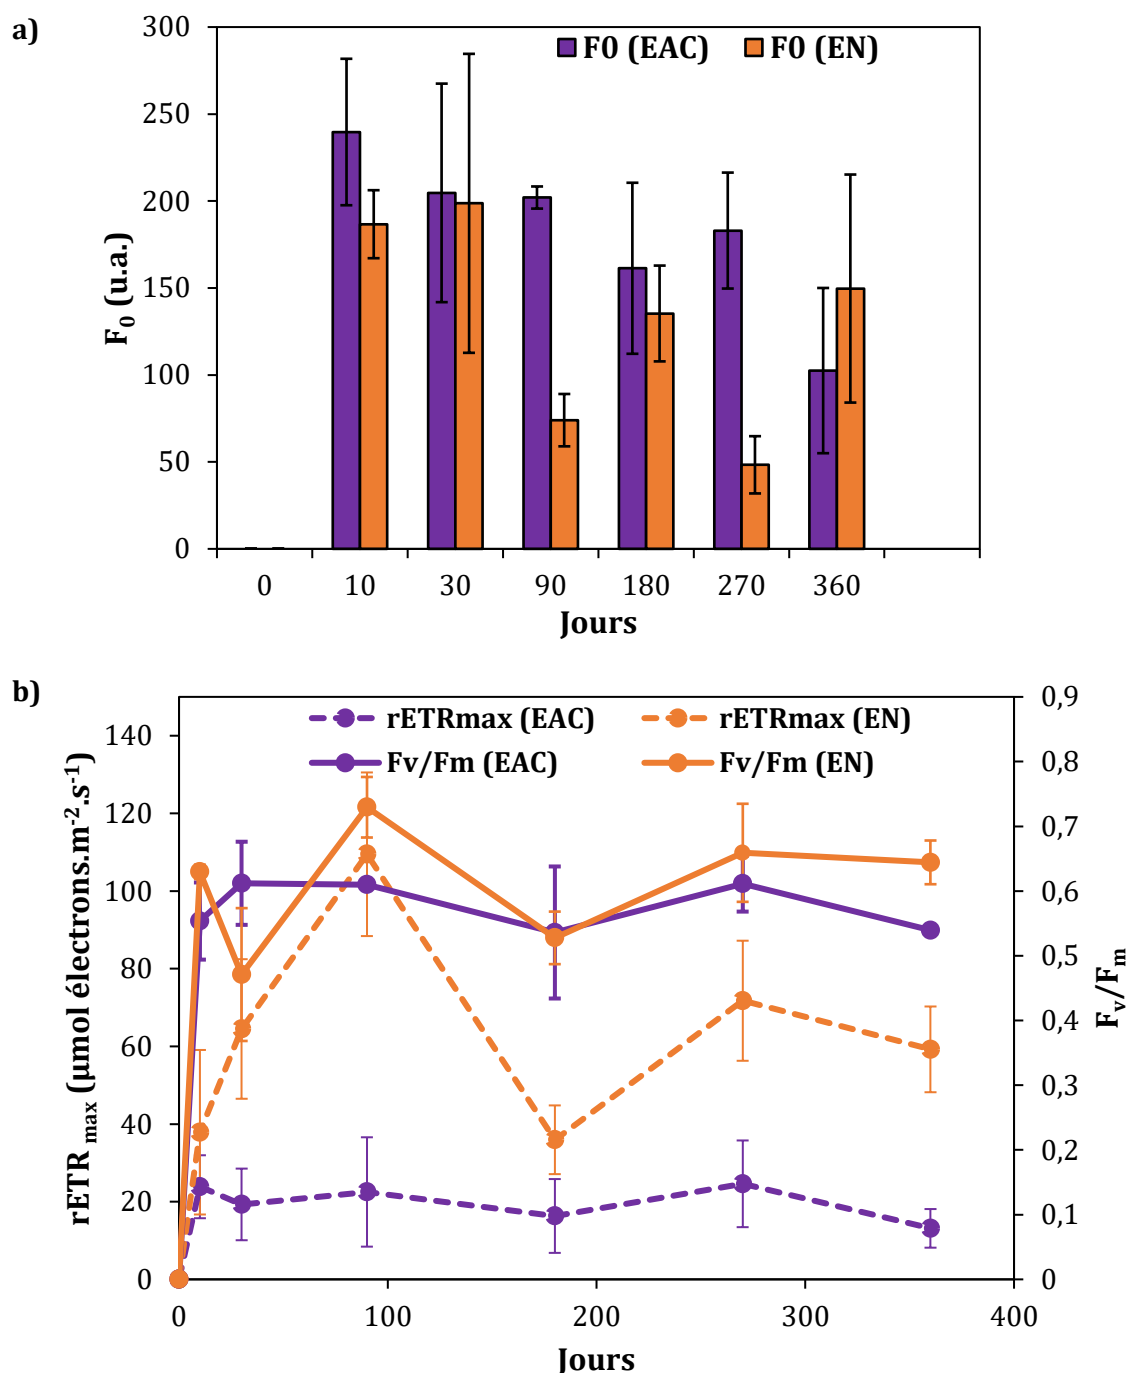 a)
300
250
200
150
100
50
0
F0 (EAC) F0 (EN)
F0 (u.a.)
0 10 30 90 180 270 360
Jours
b)
140
120
100
80
60
40
20
0
rETRmax (EAC) rETRmax (EN)
Fv/Fm (EAC) Fv/Fm (EN)
rETR max (µmol électrons.m-2.s-1)
0,9
0,8
0,7
0,6
0,5
0,4
0,3
0,2
0,1
0
Fv/Fm
0 100 200 300 400
Jours